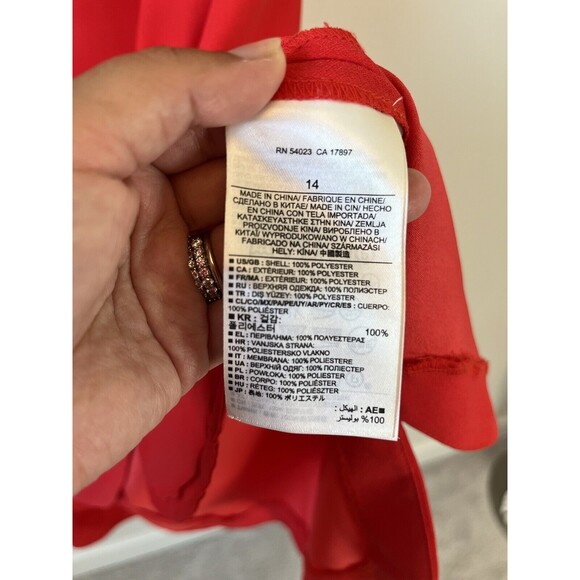 RN 54023 CA 17897
14
MADE IN CHINA/ FABRIQUE EN CHINE/
СДЕЛАНО В КИТАЕ/ MADE IN CIN/ HECHO
EN CHINA CON TELA IMPORTADA/
ΚΑΤΑΣΚΕΥΑΣΤΗΚΕ ΣΤΗΝ ΚΙΝΑ/ ZEMLJA
PROIZVODNJE KINA/ ВИРОБЛЕНО В
КИТАЇ/ WYPRODUKOWANO W CHINACH/
FABRICADO NA CHINA/ SZÁRMAZÁSI
HELY: KÍNA/ 中國製造
US/GB : SHELL: 100% POLYESTER
CA : EXTÉRIEUR: 100% POLYESTER
FR/MA : EXTÉRIEUR: 100% POLYESTER
RU : ВЕРХНЯЯ ОДЕЖДА: 100% ПОЛИЭСТЕР
TR : DIŞ YÜZEY: 100% POLYESTER
CL/CO/MX/PA/PE/UY/AR/PY/CR/ES : CUERPO:
100% POLIÉSTER
KR : 겉감: 100%
폴리에스터
EL : ΠΕΡΙΒΛΗΜΑ: 100% ΠΟΛΥΕΣΤΕΡΑΣ
HR : VANJSKA STRANA:
100% POLIESTERSKO VLAKNO
IT : MEMBRANA: 100% POLIESTERE
UA : ВЕРХНІЙ ОДЯГ: 100% ПОЛІЕСТЕР
PL : POWŁOKA: 100% POLIESTER
BR : CORPO: 100% POLIÉSTER
HU : RÉTEG: 100% POLIÉSZTER
JP : 表地: 100% ポリエステル
AE : الهيكل:
100% بوليستر